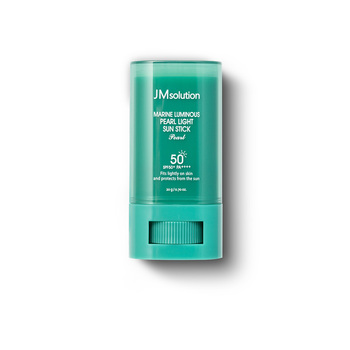 JMsolution
MARINE LUMINOUS
PEARL LIGHT
SUN STICK
Pearl
50+
SPF50+ PA++++
Fits lightly on skin
and protects from the sun